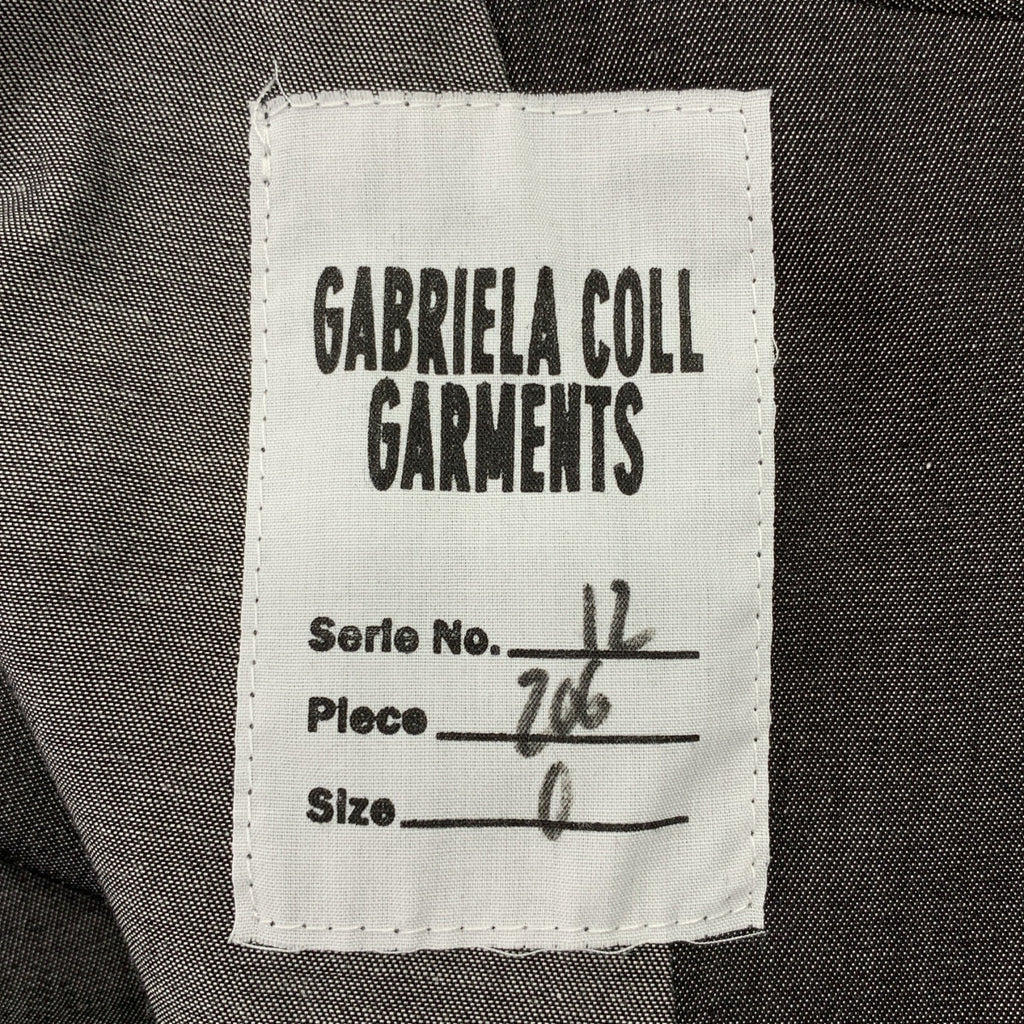 GABRIELA COLL
GARMENTS
Serie No. 12
Piece 206
Size 0